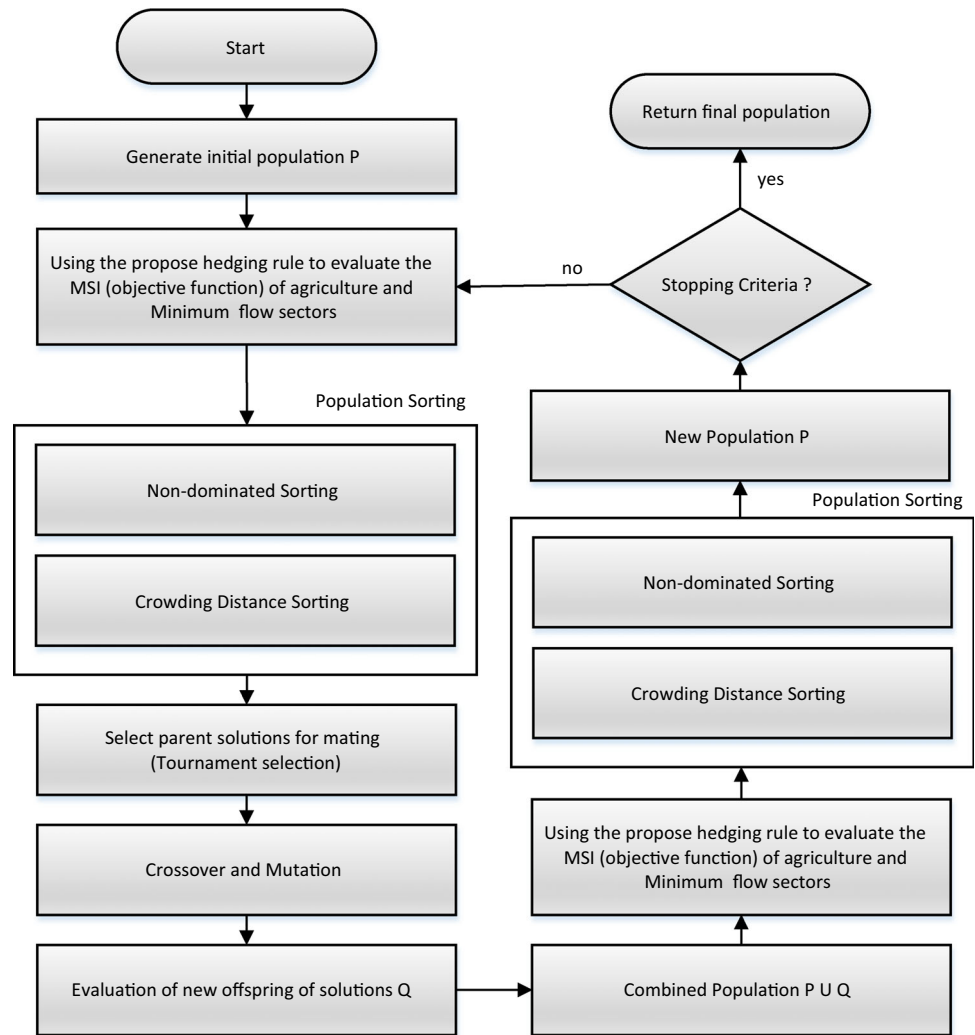 Start
Generate initial population P
Using the propose hedging rule to evaluate the
MSI (objective function) of agriculture and
Minimum flow sectors
Population Sorting
Non-dominated Sorting
Crowding Distance Sorting
Select parent solutions for mating
(Tournament selection)
Crossover and Mutation
Evaluation of new offspring of solutions Q
Combined Population P U Q
Using the propose hedging rule to evaluate the
MSI (objective function) of agriculture and
Minimum flow sectors
Population Sorting
Non-dominated Sorting
Crowding Distance Sorting
New Population P
Stopping Criteria ?
no
yes
Return final population